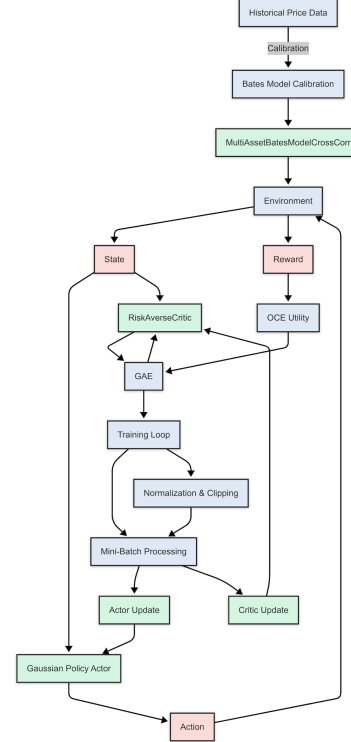 Historical Price Data
Calibration
Bates Model Calibration
MultiAssetBatesModelCrossCorr
Environment
State
Reward
RiskAverseCritic
OCE Utility
GAE
Training Loop
Normalization & Clipping
Mini-Batch Processing
Actor Update
Critic Update
Gaussian Policy Actor
Action